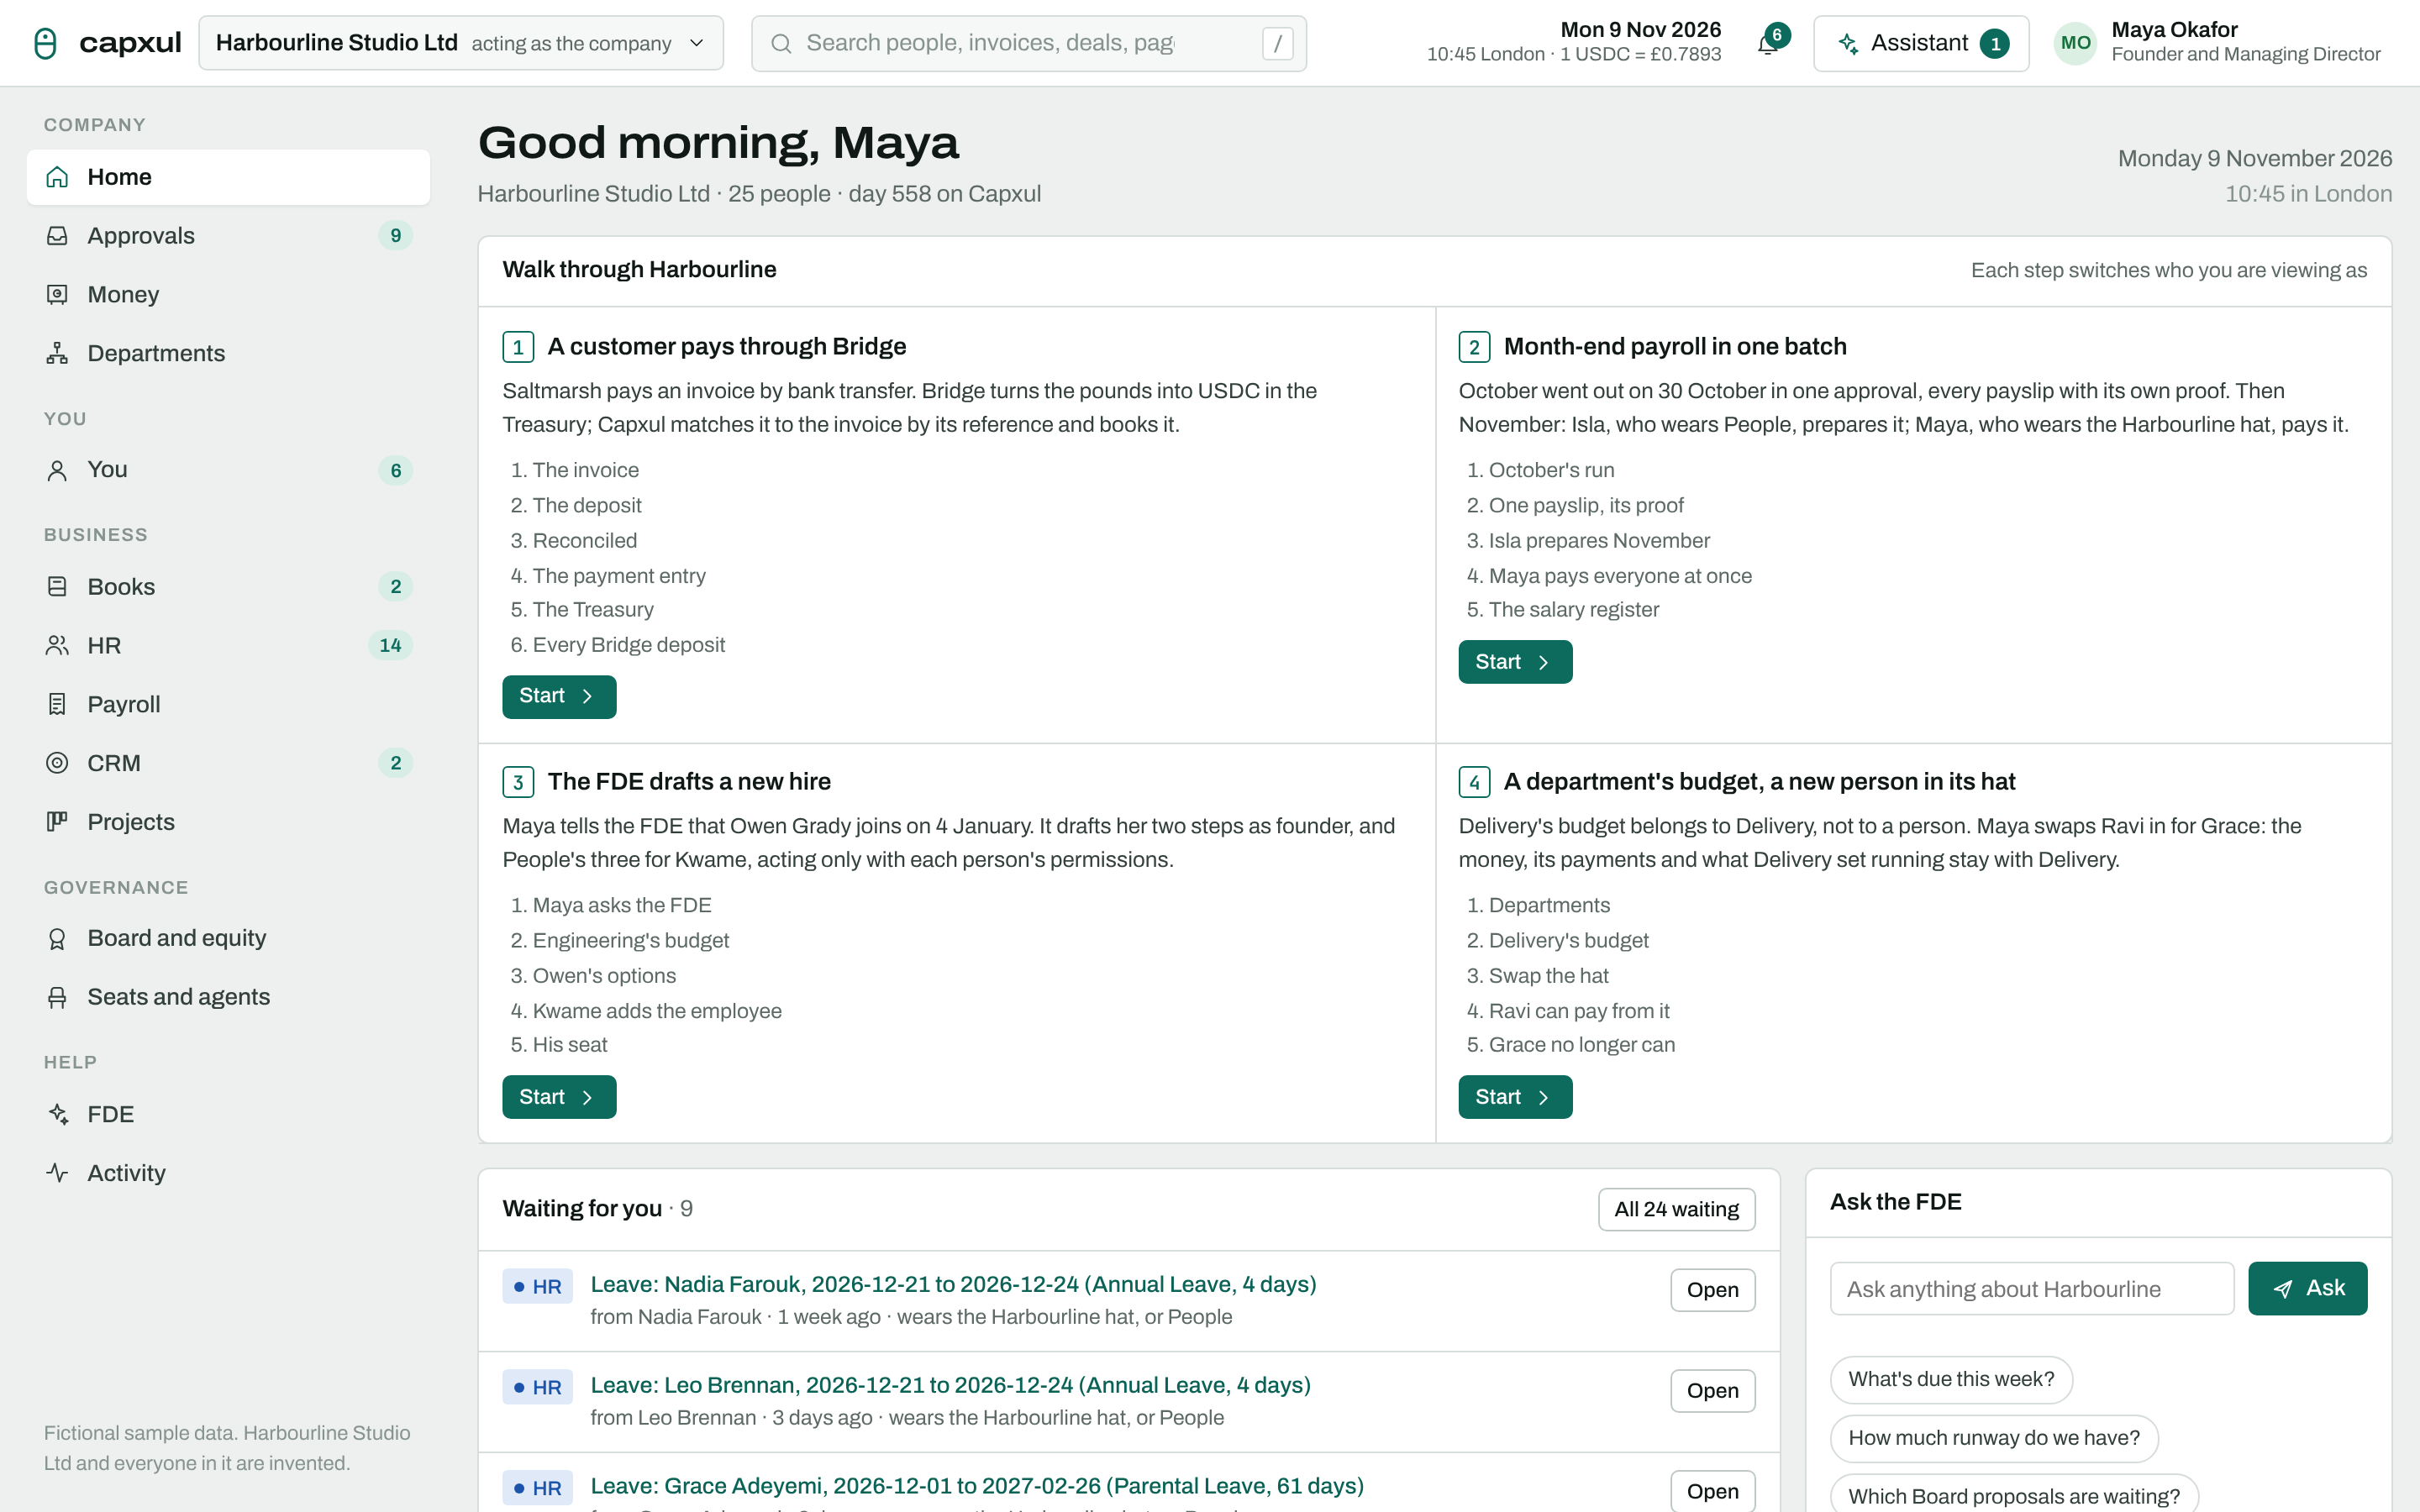 capxul
Harbourline Studio Ltd acting as the company
Search people, invoices, deals, pag
/
Mon 9 Nov 2026
10:45 London · 1 USDC = £0.7893
6
Assistant 1
MO
Maya Okafor
Founder and Managing Director
COMPANY
Home
Approvals 9
Money
Departments
YOU
You 6
BUSINESS
Books 2
HR 14
Payroll
CRM 2
Projects
GOVERNANCE
Board and equity
Seats and agents
HELP
FDE
Activity
Fictional sample data. Harbourline Studio
Ltd and everyone in it are invented.
Good morning, Maya
Harbourline Studio Ltd · 25 people · day 558 on Capxul
Monday 9 November 2026
10:45 in London
Walk through Harbourline
Each step switches who you are viewing as
1 A customer pays through Bridge
Saltmarsh pays an invoice by bank transfer. Bridge turns the pounds into USDC in the
Treasury; Capxul matches it to the invoice by its reference and books it.
1. The invoice
2. The deposit
3. Reconciled
4. The payment entry
5. The Treasury
6. Every Bridge deposit
Start
2 Month-end payroll in one batch
October went out on 30 October in one approval, every payslip with its own proof. Then
November: Isla, who wears People, prepares it; Maya, who wears the Harbourline hat, pays it.
1. October's run
2. One payslip, its proof
3. Isla prepares November
4. Maya pays everyone at once
5. The salary register
Start
3 The FDE drafts a new hire
Maya tells the FDE that Owen Grady joins on 4 January. It drafts her two steps as founder, and
People's three for Kwame, acting only with each person's permissions.
1. Maya asks the FDE
2. Engineering's budget
3. Owen's options
4. Kwame adds the employee
5. His seat
Start
4 A department's budget, a new person in its hat
Delivery's budget belongs to Delivery, not to a person. Maya swaps Ravi in for Grace: the
money, its payments and what Delivery set running stay with Delivery.
1. Departments
2. Delivery's budget
3. Swap the hat
4. Ravi can pay from it
5. Grace no longer can
Start
Waiting for you · 9
All 24 waiting
HR Leave: Nadia Farouk, 2026-12-21 to 2026-12-24 (Annual Leave, 4 days)
from Nadia Farouk · 1 week ago · wears the Harbourline hat, or People
Open
HR Leave: Leo Brennan, 2026-12-21 to 2026-12-24 (Annual Leave, 4 days)
from Leo Brennan · 3 days ago · wears the Harbourline hat, or People
Open
HR Leave: Grace Adeyemi, 2026-12-01 to 2027-02-26 (Parental Leave, 61 days)
Open
Ask the FDE
Ask anything about Harbourline
Ask
What's due this week?
How much runway do we have?
Which Board proposals are waiting?